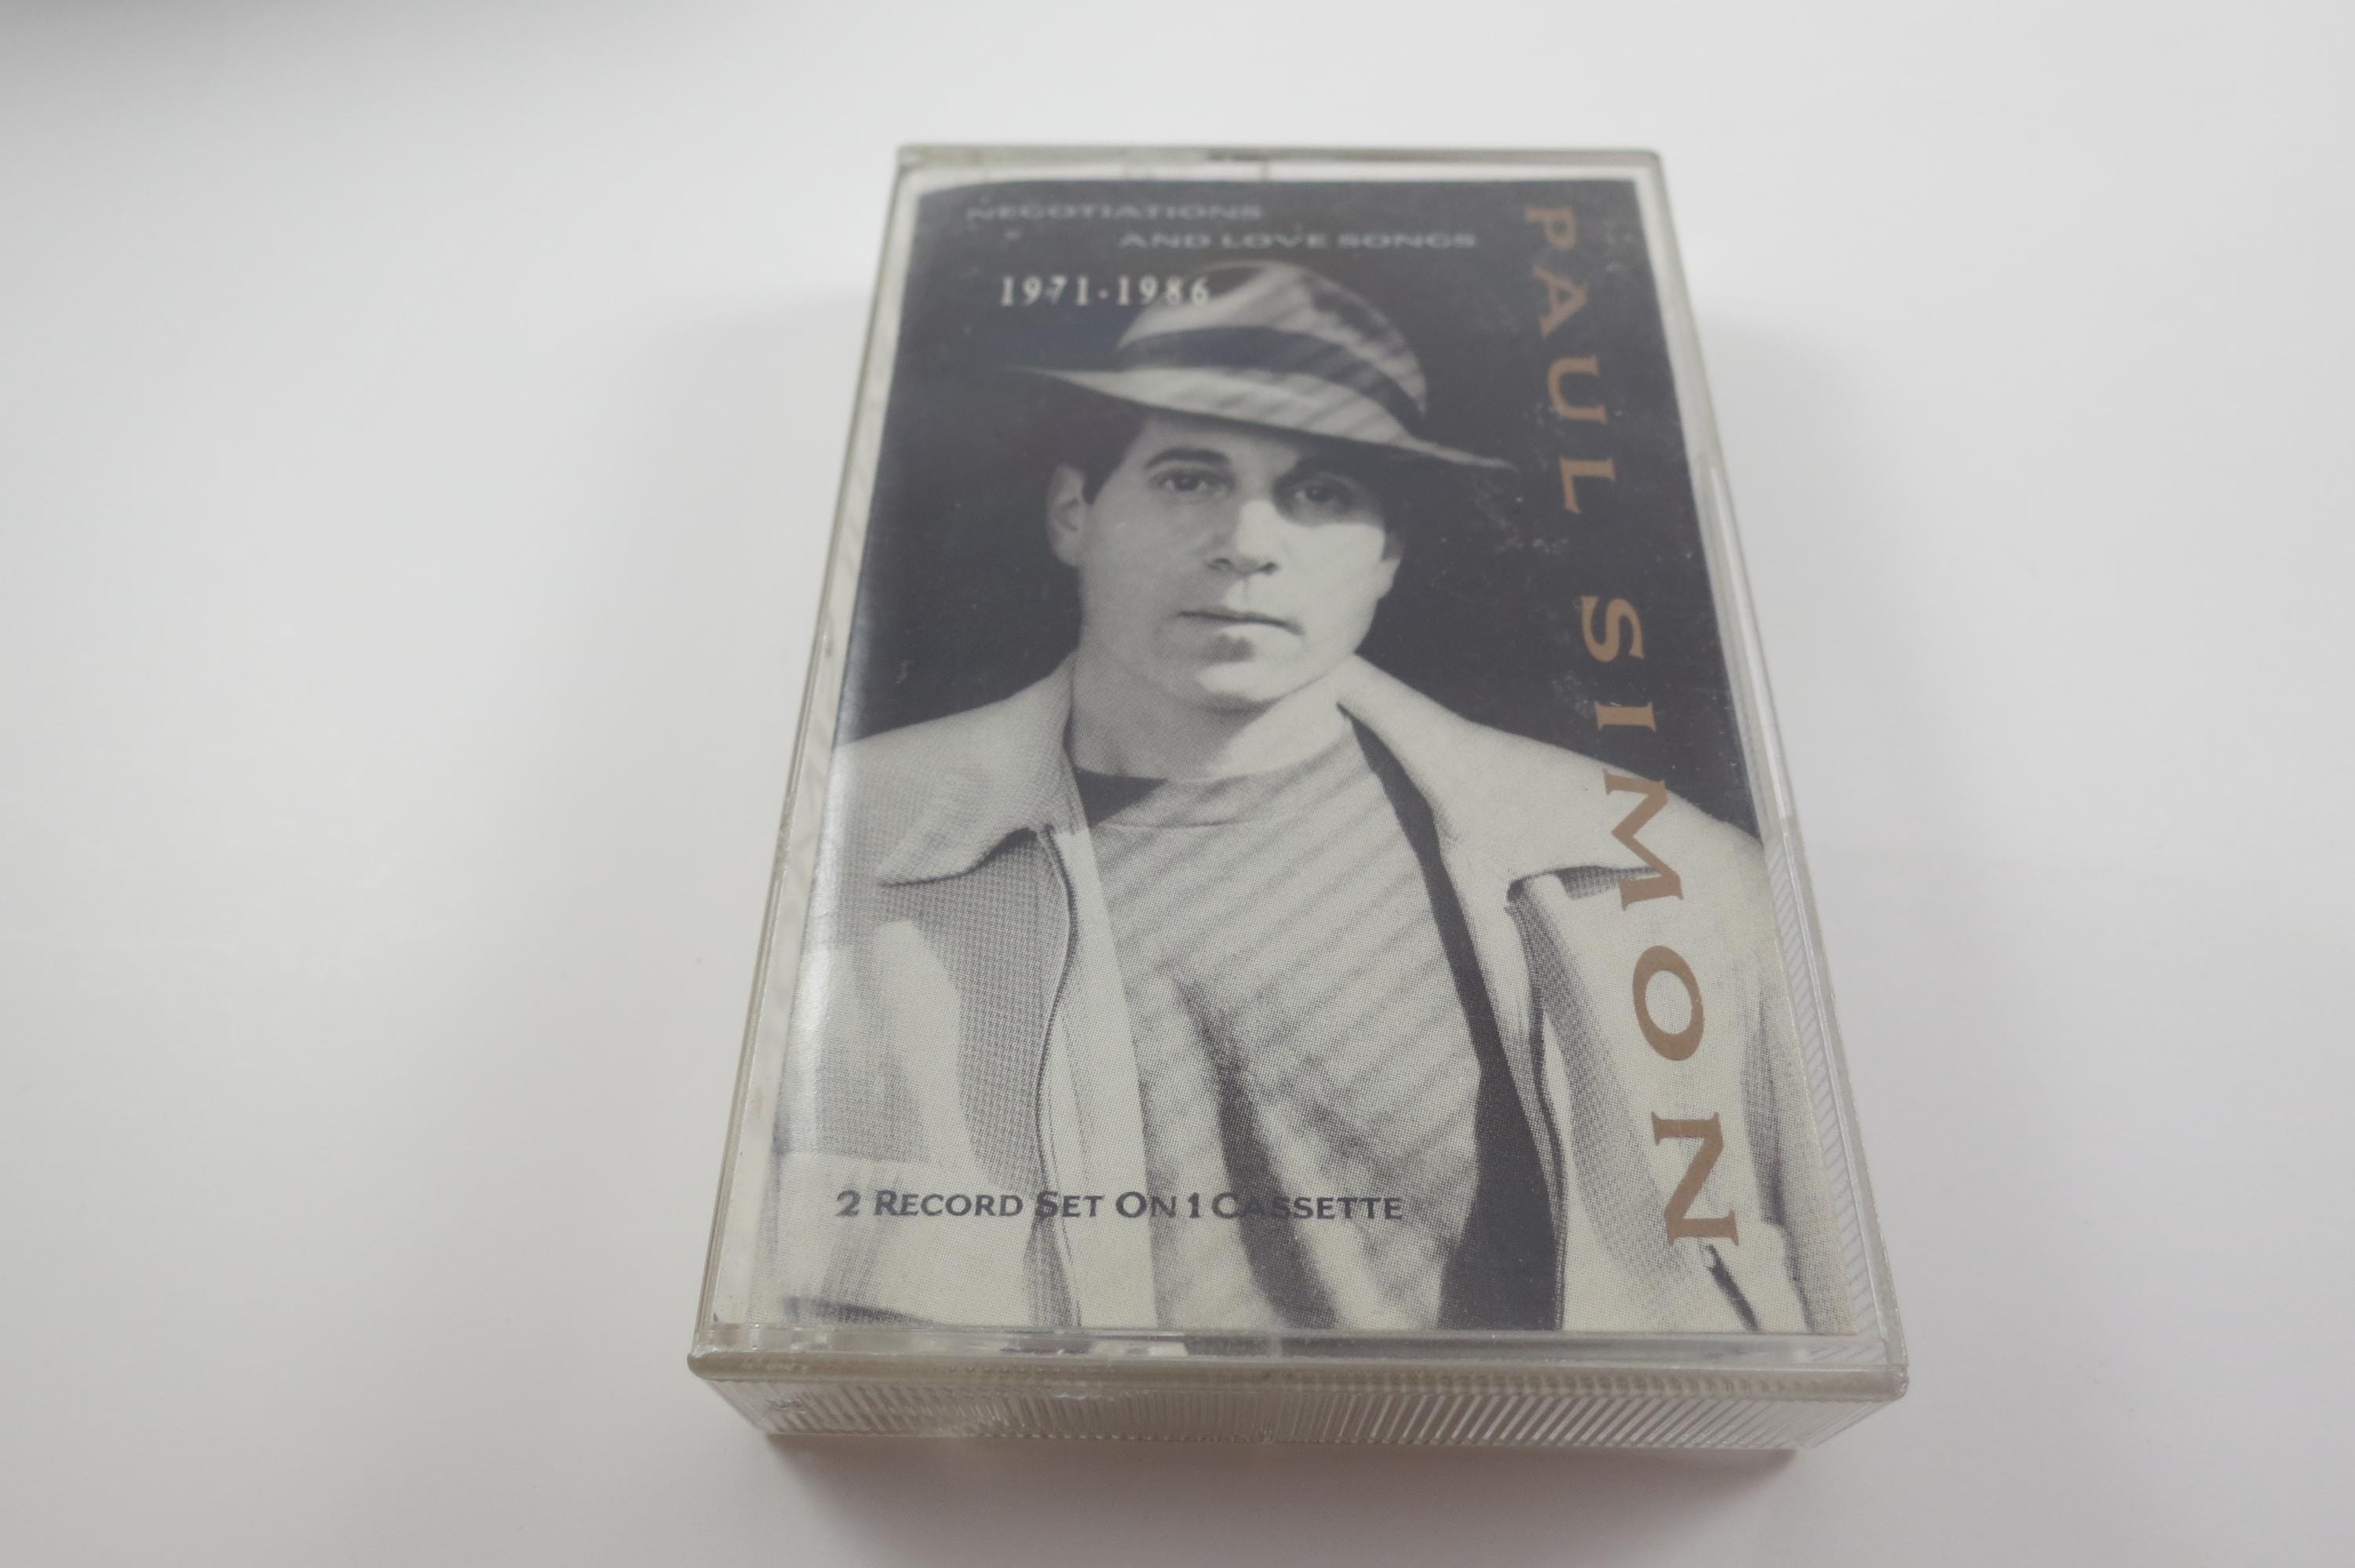 NEGOTIATIONS
AND LOVE SONGS
1971-1986
PAUL SIMON
2 RECORD SET ON 1 CASSETTE